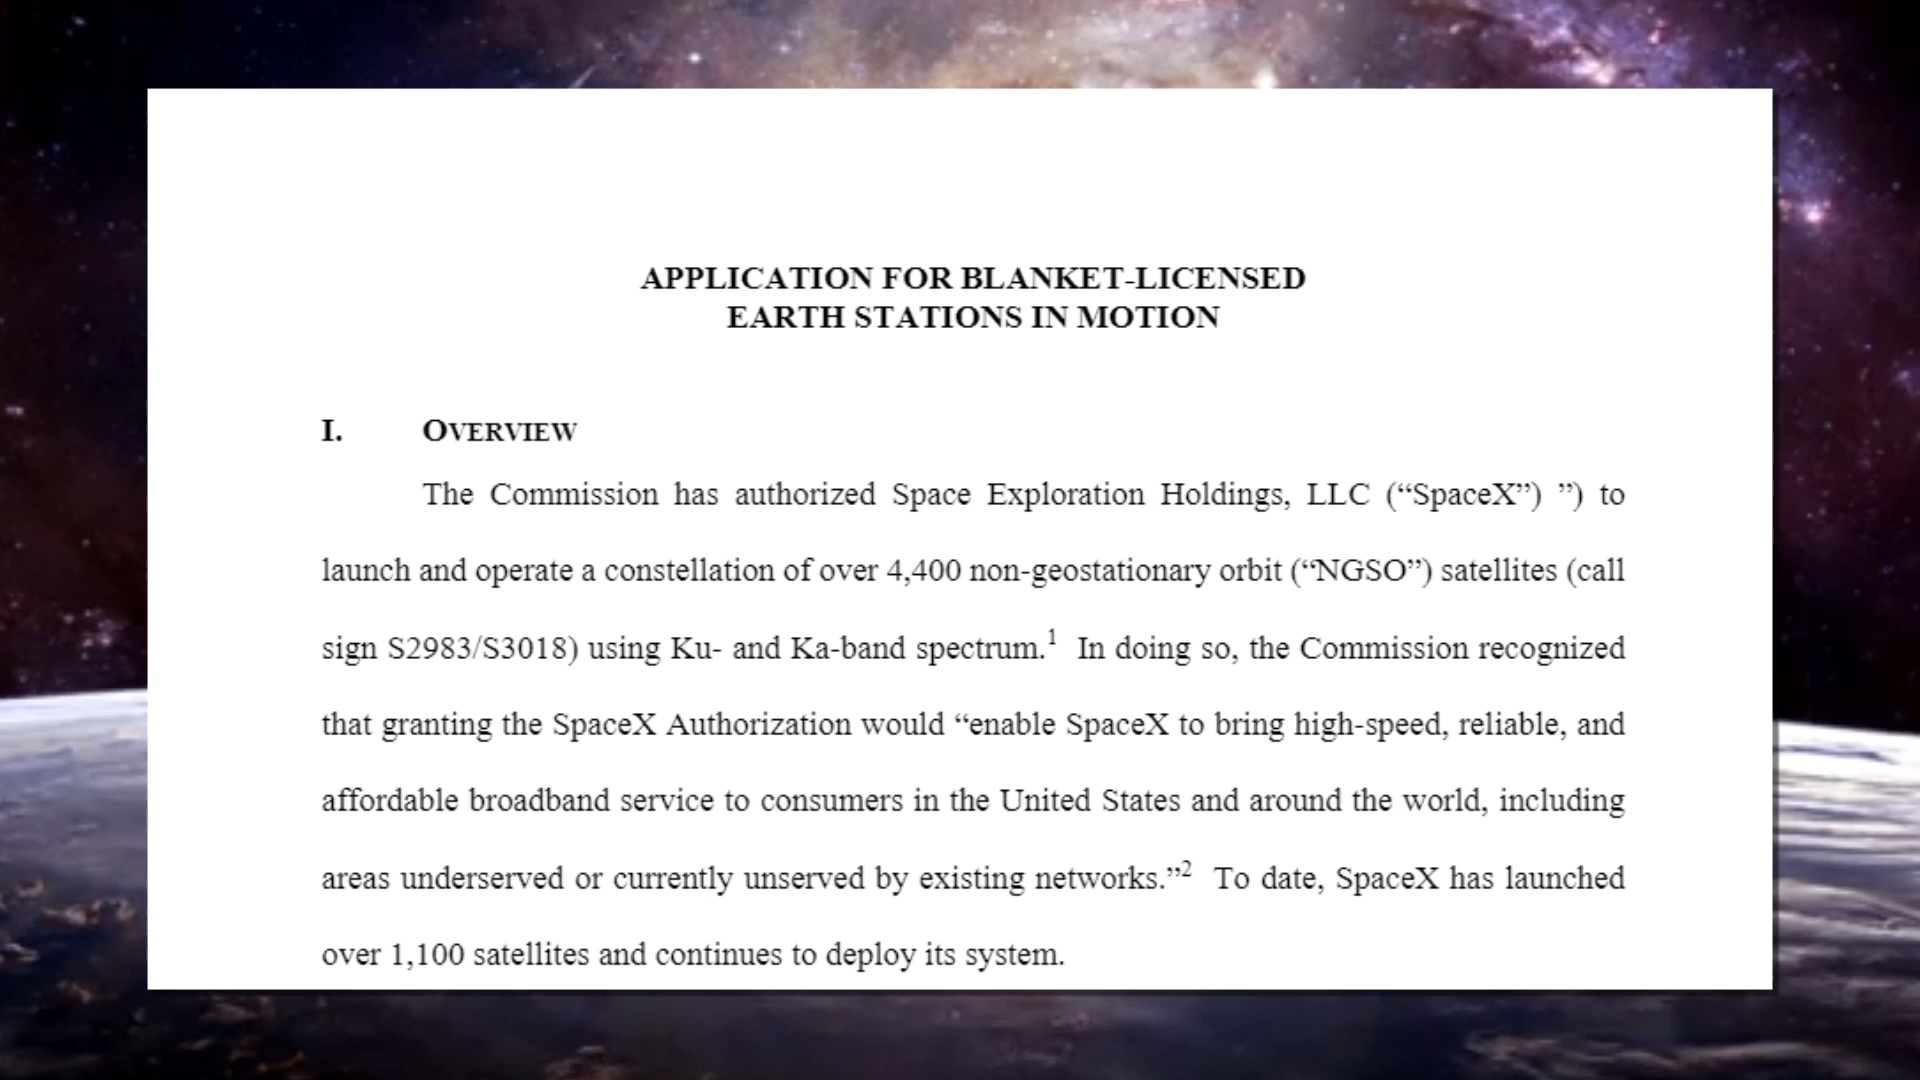 APPLICATION FOR BLANKET-LICENSED
EARTH STATIONS IN MOTION
I. OVERVIEW
The Commission has authorized Space Exploration Holdings, LLC (“SpaceX”) ”) to
launch and operate a constellation of over 4,400 non-geostationary orbit (“NGSO”) satellites (call
sign S2983/S3018) using Ku- and Ka-band spectrum.1 In doing so, the Commission recognized
that granting the SpaceX Authorization would “enable SpaceX to bring high-speed, reliable, and
affordable broadband service to consumers in the United States and around the world, including
areas underserved or currently unserved by existing networks.”2 To date, SpaceX has launched
over 1,100 satellites and continues to deploy its system.